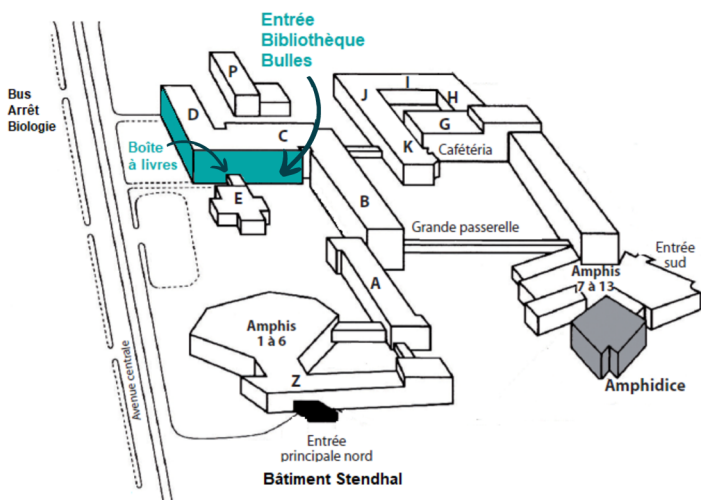 Entrée
Bibliothèque
Bulles
Bus
Arrêt
Biologie
P
D
C
I
J
H
G
K
Cafétéria
Boîte
à livres
E
B
Grande passerelle
A
Entrée
sud
Amphis
7 à 13
Amphidice
Amphis
1 à 6
Z
Avenue centrale
Entrée
principale nord
Bâtiment Stendhal